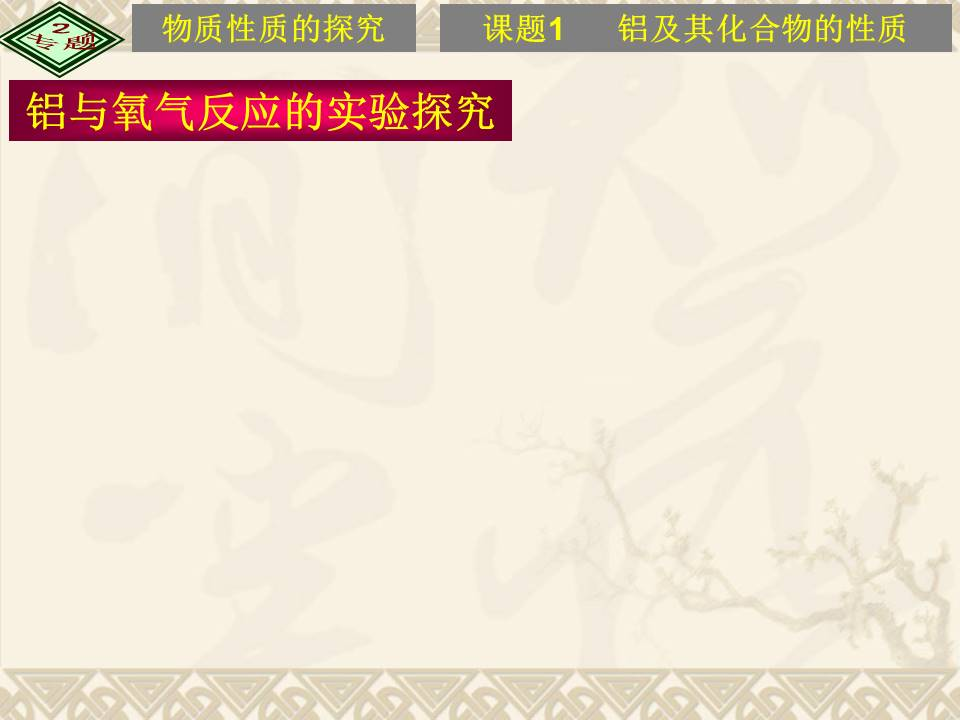 2
专题
物质性质的探究
课题1 铝及其化合物的性质
铝与氧气反应的实验探究